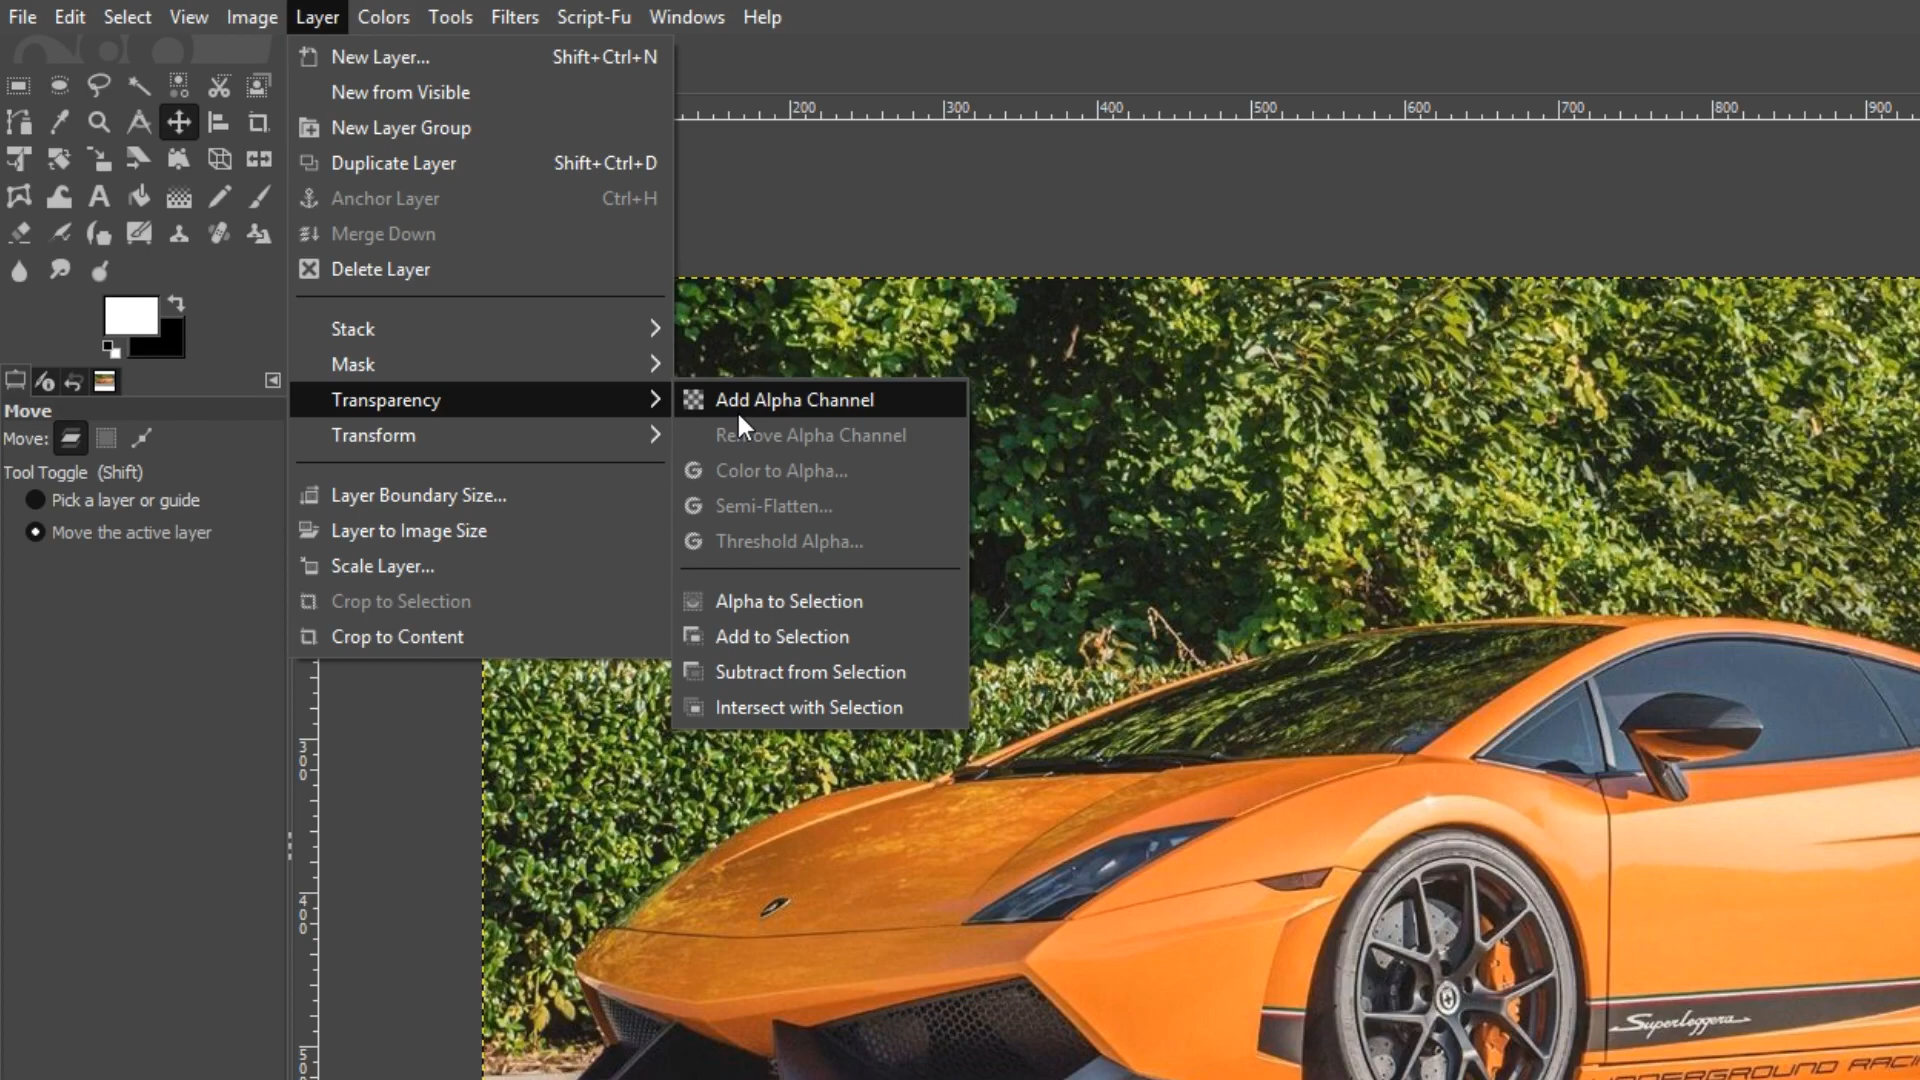 File Edit Select View Image Layer Colors Tools Filters Script-Fu Windows Help
New Layer... Shift+Ctrl+N
New from Visible
New Layer Group
Duplicate Layer Shift+Ctrl+D
Anchor Layer Ctrl+H
Merge Down
Delete Layer
Stack
Mask
Transparency
Transform
Layer Boundary Size...
Layer to Image Size
Scale Layer...
Crop to Selection
Crop to Content
Add Alpha Channel
Remove Alpha Channel
Color to Alpha...
Semi-Flatten...
Threshold Alpha...
Alpha to Selection
Add to Selection
Subtract from Selection
Intersect with Selection
200 300 400 500 600 700 800 900
Move
Move:
Tool Toggle (Shift)
Pick a layer or guide
Move the active layer
300
400
50
Superleggera
UNDERGROUND RACI